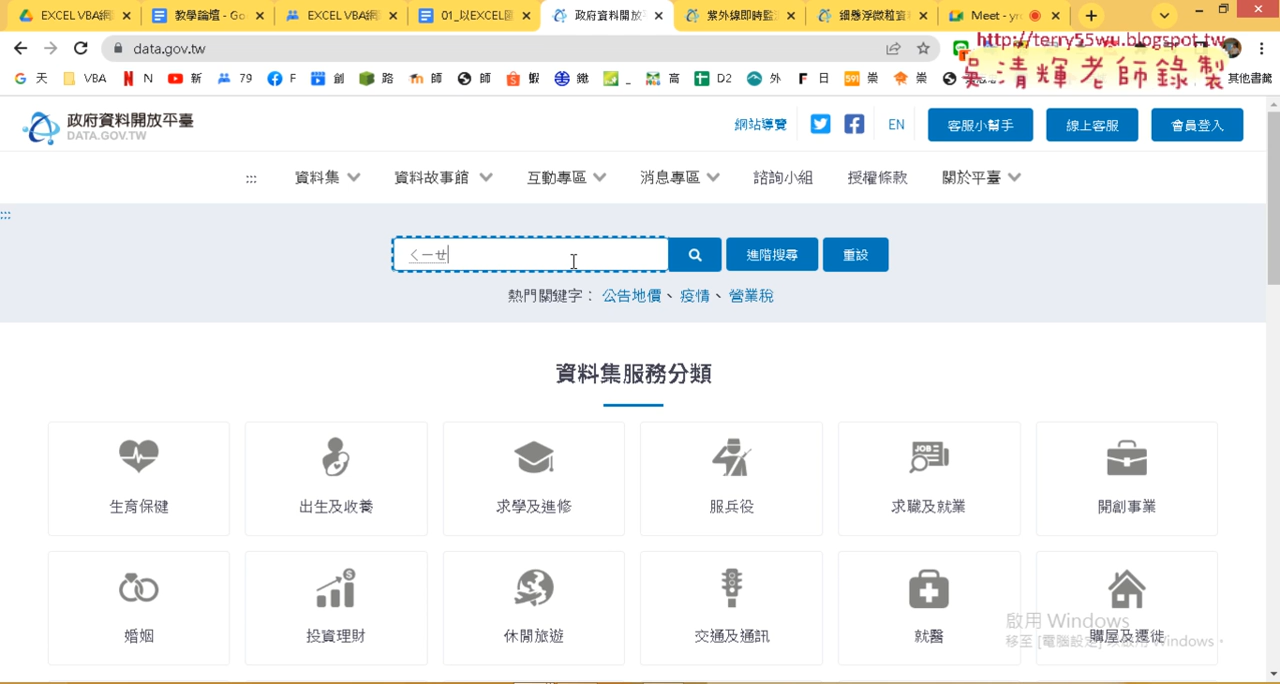 教學論壇 - Go
EXCEL VBA網
01_以EXCEL
政府資料開放平
紫外線即時監
細懸浮微粒資
Meet - yr
data.gov.tw
http://terry55wu.blogspot.tw
吳清輝老師錄製
天 VBA N 新 79 F 創 路 師 師 蝦 緯 _ 高 D2 外 日 崇 崇 其他書籤
政府資料開放平臺
DATA.GOV.TW
網站導覽 EN 客服小幫手 線上客服 會員登入
::: 資料集 資料故事館 互動專區 消息專區 諮詢小組 授權條款 關於平臺
:::
ㄑㄧㄝ 進階搜尋 重設
熱門關鍵字： 公告地價、 疫情、 營業稅
資料集服務分類
生育保健 出生及收養 求學及進修 服兵役 求職及就業 開創事業
婚姻 投資理財 休閒旅遊 交通及通訊 就醫 購屋及遷徙
啟用 Windows
移至 [電腦設定] 以啟用 Windows。